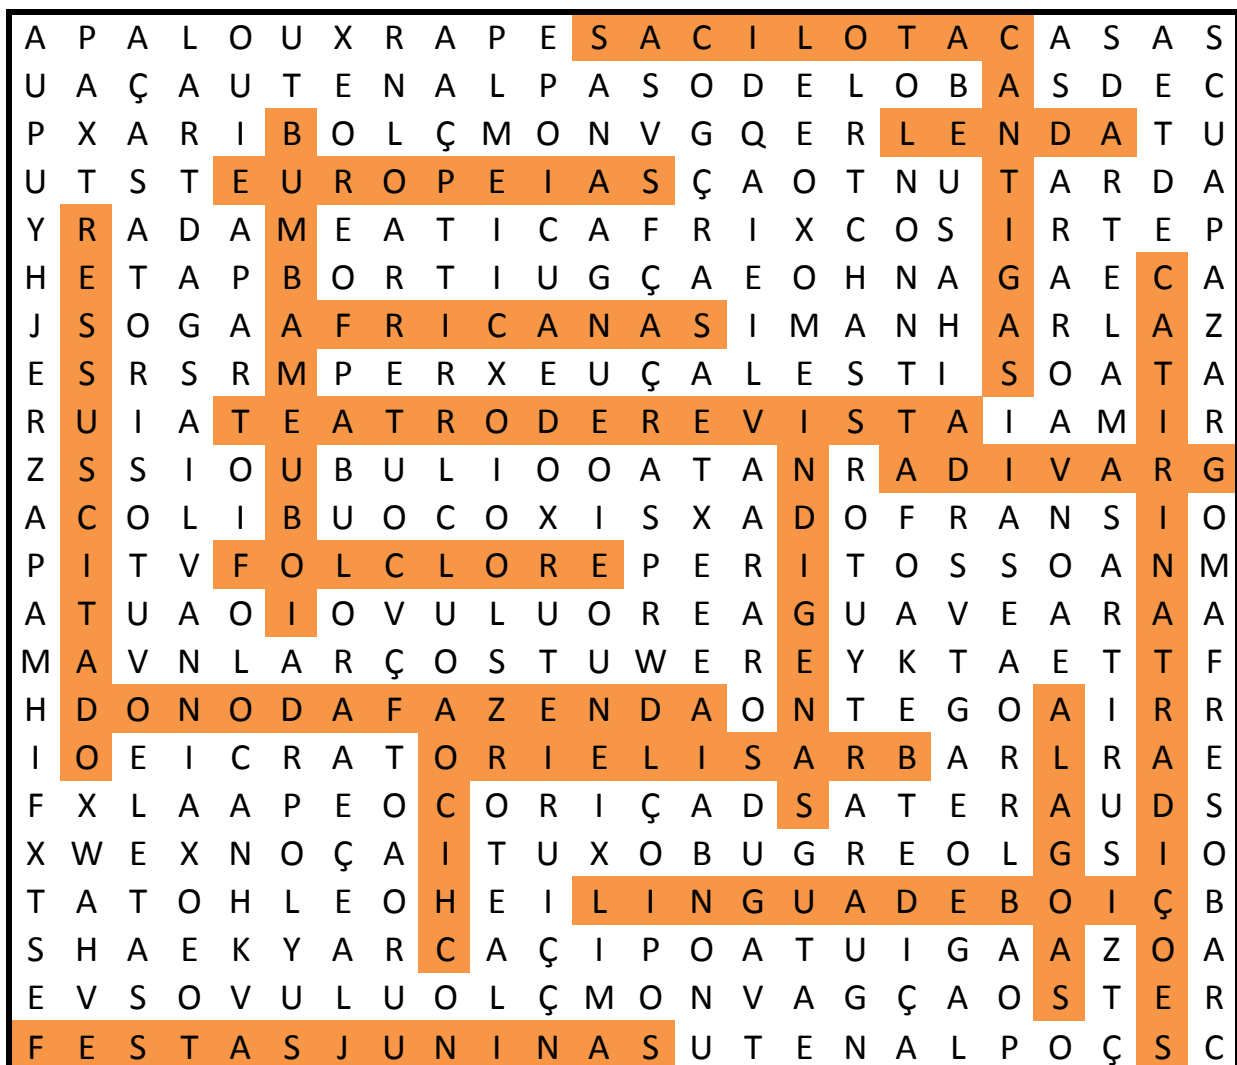 A P A L O U X R A P E S A C I L O T A C A S A S
U A Ç A U T E N A L P A S O D E L O B A S D E C
P X A R I B O L Ç M O N V G Q E R L E N D A T U
U T S T E U R O P E I A S Ç A O T N U T A R D A
Y R A D A M E A T I C A F R I X C O S I R T E P
H E T A P B O R T I U G Ç A E O H N A G A E C A
J S O G A A F R I C A N A S I M A N H A R L A Z
E S R S R M P E R X E U Ç A L E S T I S O A T A
R U I A T E A T R O D E R E V I S T A I A M I R
Z S S I O U B U L I O O A T A N R A D I V A R G
A C O L I B U O C O X I S X A D O F R A N S I O
P I T V F O L C L O R E P E R I T O S S O A N M
A T U A O I O V U L U O R E A G U A V E A R A A
M A V N L A R Ç O S T U W E R E Y K T A E T T F
H D O N O D A F A Z E N D A O N T E G O A I R R
I O E I C R A T O R I E L I S A R B A R L R A E
F X L A A P E O C O R I Ç A D S A T E R A U D S
X W E X N O Ç A I T U X O B U G R E O L G S I O
T A T O H L E O H E I L I N G U A D E B O I Ç B
S H A E K Y A R C A Ç I P O A T U I G A A Z O A
E V S O V U L U O L Ç M O N V A G Ç A O S T E R
F E S T A S J U N I N A S U T E N A L P O Ç S C